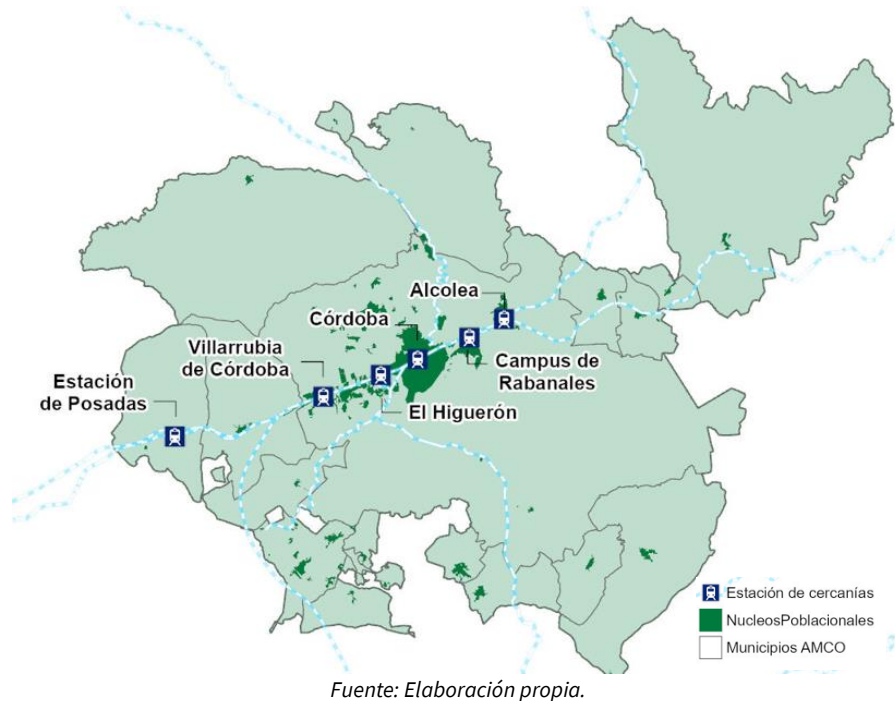 Alcolea
Córdoba
Villarrubia
de Córdoba
Campus de
Rabanales
Estación
de Posadas
El Higuerón
Estación de cercanías
NucleosPoblacionales
Municipios AMCO
Fuente: Elaboración propia.